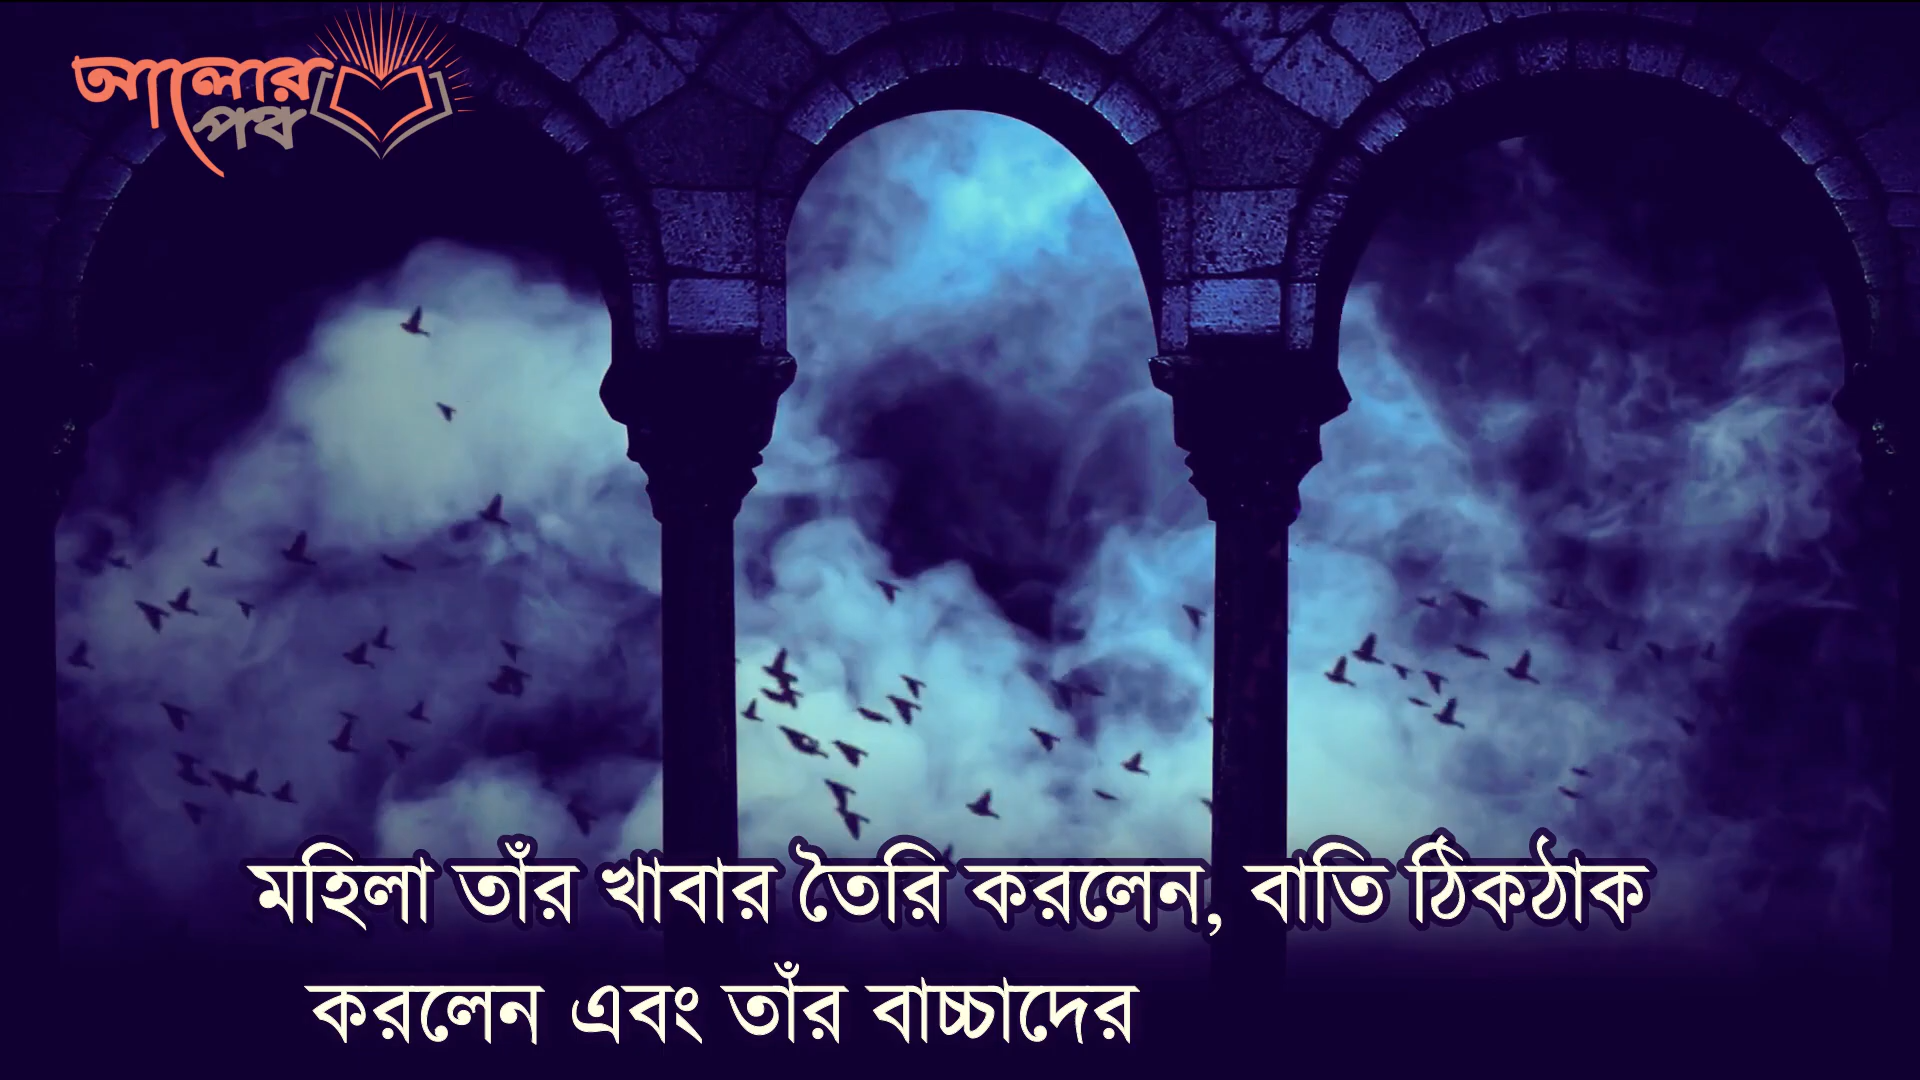 আলোর
পথ
মহিলা তাঁর খাবার তৈরি করলেন, বাতি ঠিকঠাক
করলেন এবং তাঁর বাচ্চাদের